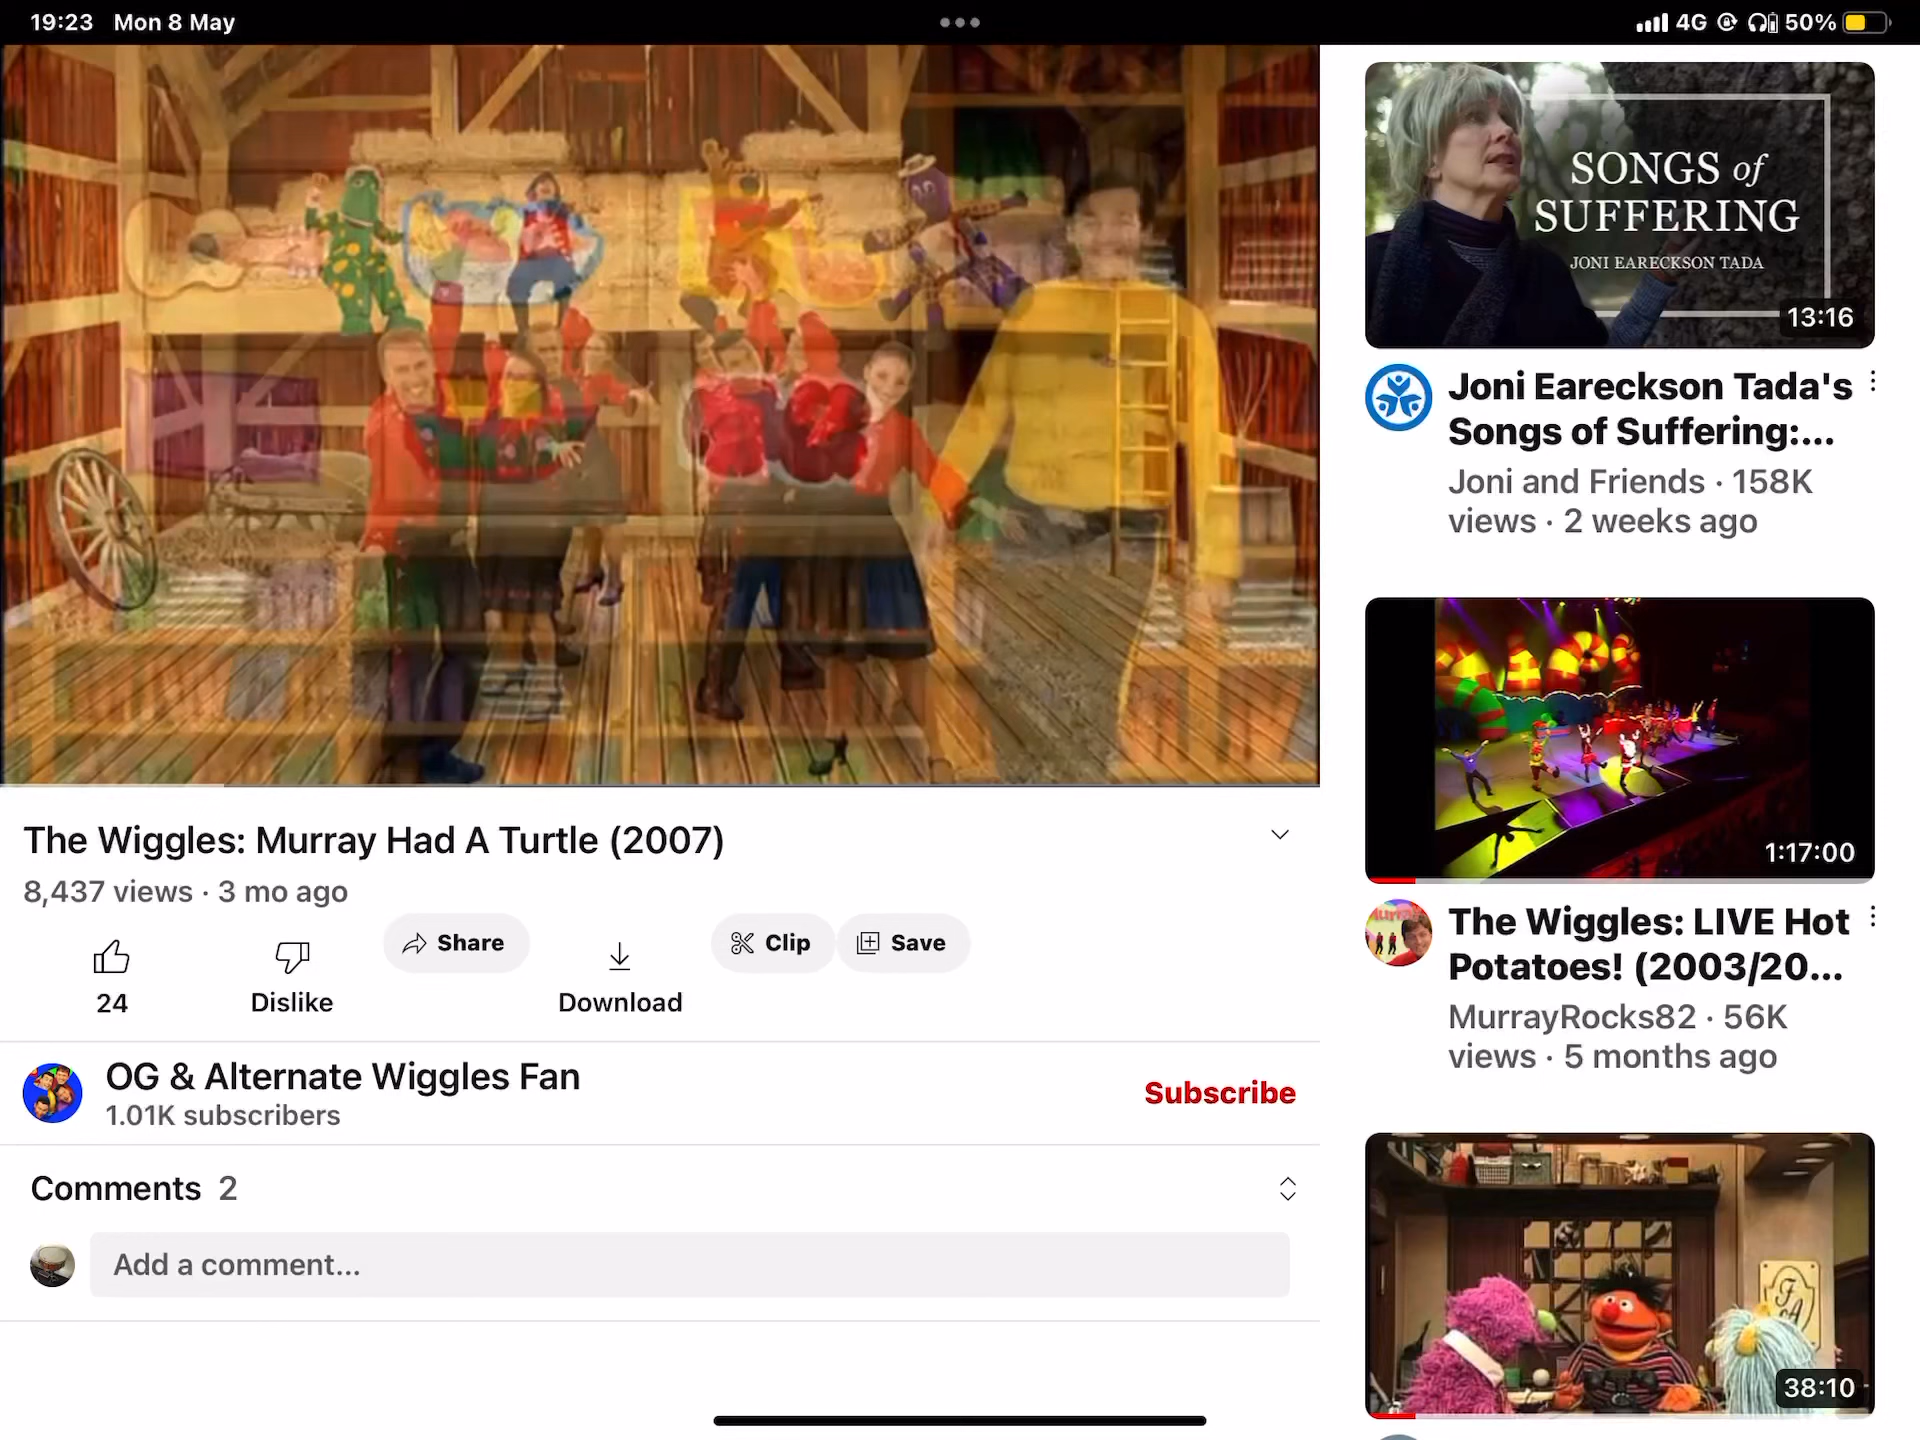 19:23 Mon 8 May
4G 50%
SONGS of
SUFFERING
JONI EARECKSON TADA
13:16
Joni Eareckson Tada's
Songs of Suffering:...
Joni and Friends · 158K
views · 2 weeks ago
The Wiggles: Murray Had A Turtle (2007)
8,437 views · 3 mo ago
24
Dislike
Share
Download
Clip
Save
OG & Alternate Wiggles Fan
1.01K subscribers
Subscribe
Comments 2
Add a comment...
1:17:00
Murray
The Wiggles: LIVE Hot
Potatoes! (2003/20...
MurrayRocks82 · 56K
views · 5 months ago
F
A
38:10